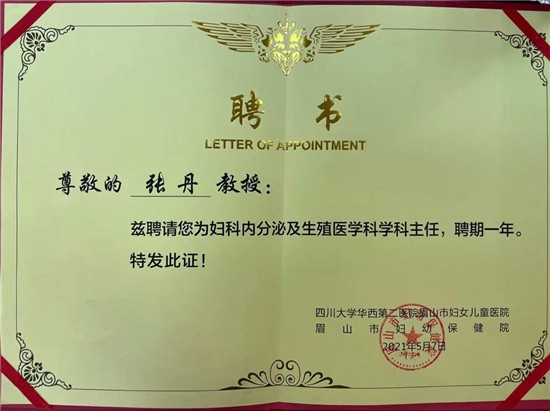 聘书
LETTER OF APPOINTMENT
尊敬的 张丹 教授：
兹聘请您为妇科内分泌及生殖医学科学科主任，聘期一年。
特发此证！
四川大学华西第二医院眉山市妇女儿童医院
眉山市妇幼保健院
2021年5月7日